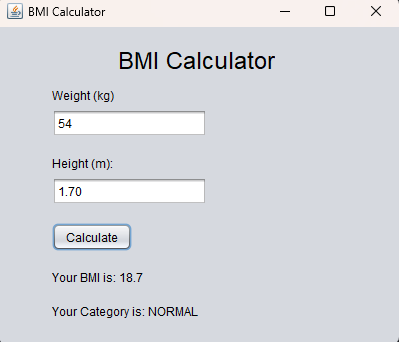 BMI Calculator
BMI Calculator
Weight (kg)
54
Height (m):
1.70
Calculate
Your BMI is: 18.7
Your Category is: NORMAL